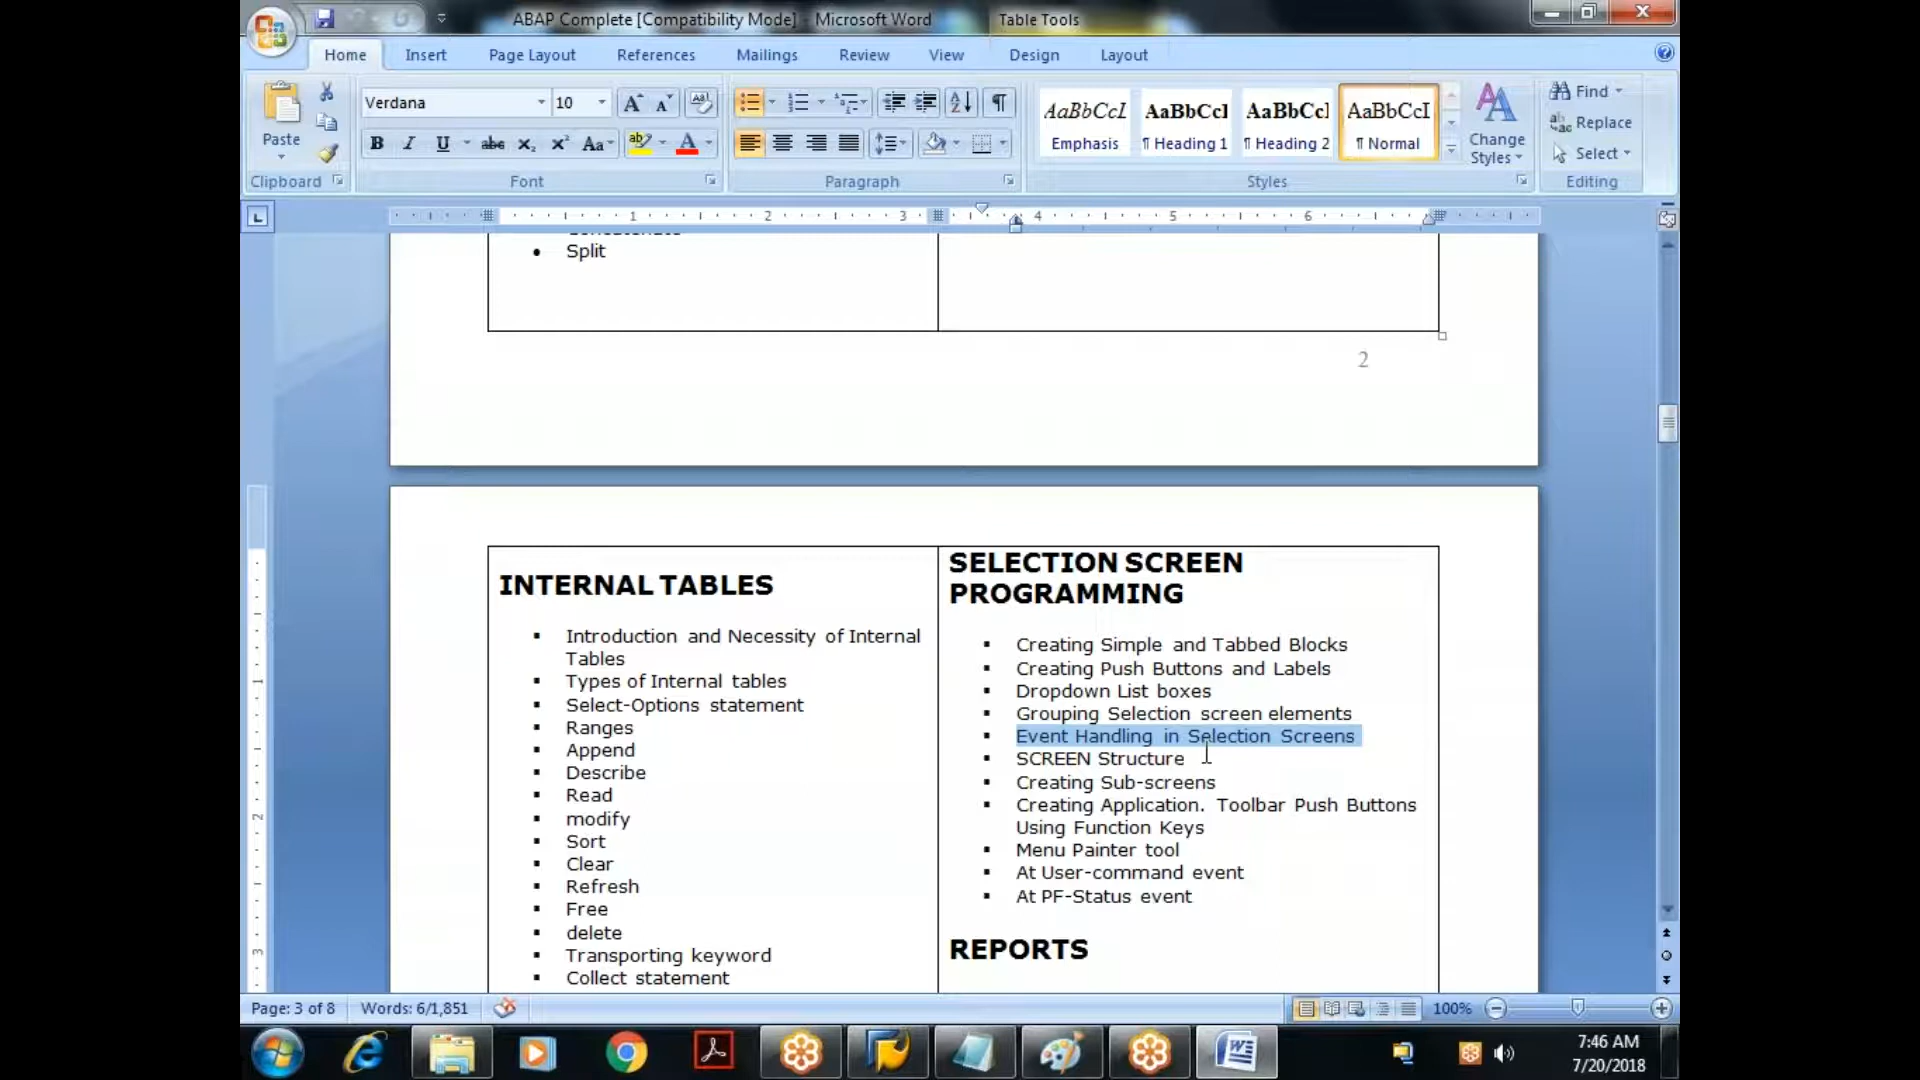 ABAP Complete [Compatibility Mode] - Microsoft Word
Table Tools
Home
Insert
Page Layout
References
Mailings
Review
View
Design
Layout
Paste
Clipboard
Verdana
10
Font
Paragraph
AaBbCcI
Emphasis
AaBbCcI
¶ Heading 1
AaBbCcI
¶ Heading 2
AaBbCcI
¶ Normal
Change
Styles
Styles
Find
Replace
Select
Editing
1 2 3 4 5 6
• Split
2
INTERNAL TABLES
▪ Introduction and Necessity of Internal
Tables
▪ Types of Internal tables
▪ Select-Options statement
▪ Ranges
▪ Append
▪ Describe
▪ Read
▪ modify
▪ Sort
▪ Clear
▪ Refresh
▪ Free
▪ delete
▪ Transporting keyword
▪ Collect statement
SELECTION SCREEN
PROGRAMMING
▪ Creating Simple and Tabbed Blocks
▪ Creating Push Buttons and Labels
▪ Dropdown List boxes
▪ Grouping Selection screen elements
▪ Event Handling in Selection Screens
▪ SCREEN Structure
▪ Creating Sub-screens
▪ Creating Application. Toolbar Push Buttons
Using Function Keys
▪ Menu Painter tool
▪ At User-command event
▪ At PF-Status event
REPORTS
Page: 3 of 8
Words: 6/1,851
100%
7:46 AM
7/20/2018